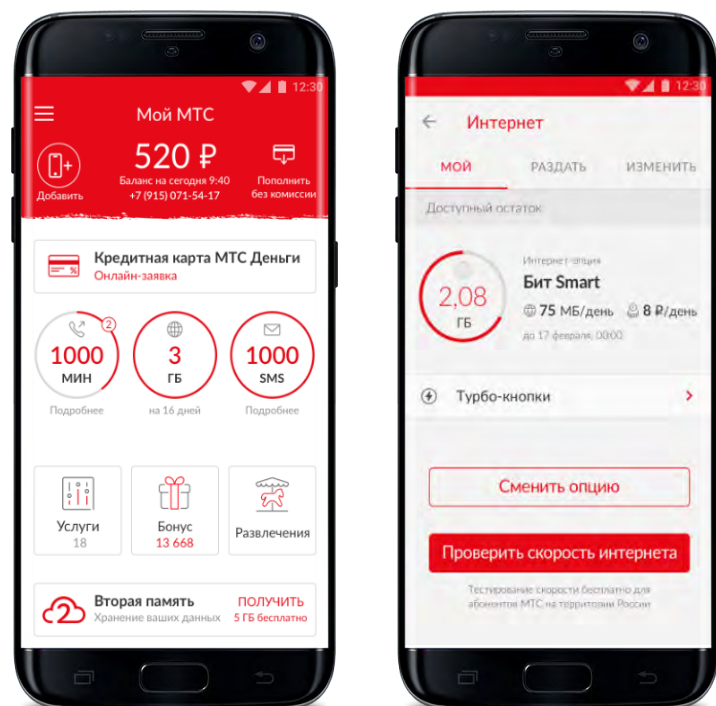 12:30
Мой МТС
520 ₽
Баланс на сегодня 9:40
+7 (915) 071-54-17
Добавить
Пополнить
без комиссии
%
Кредитная карта МТС Деньги
Онлайн-заявка
2
1000
МИН
Подробнее
3
ГБ
на 16 дней
1000
SMS
Подробнее
Услуги
18
Бонус
13 668
Развлечения
2
Вторая память
Хранение ваших данных
ПОЛУЧИТЬ
5 ГБ бесплатно
12:30
Интернет
МОЙ
РАЗДАТЬ
ИЗМЕНИТЬ
Доступный остаток
2,08
ГБ
Интернет-опция
Бит Smart
75 МБ/день
8 ₽/день
до 17 февраля, 00:00
Турбо-кнопки
Сменить опцию
Проверить скорость интернета
Тестирование скорости бесплатно для
абонентов МТС на территории России